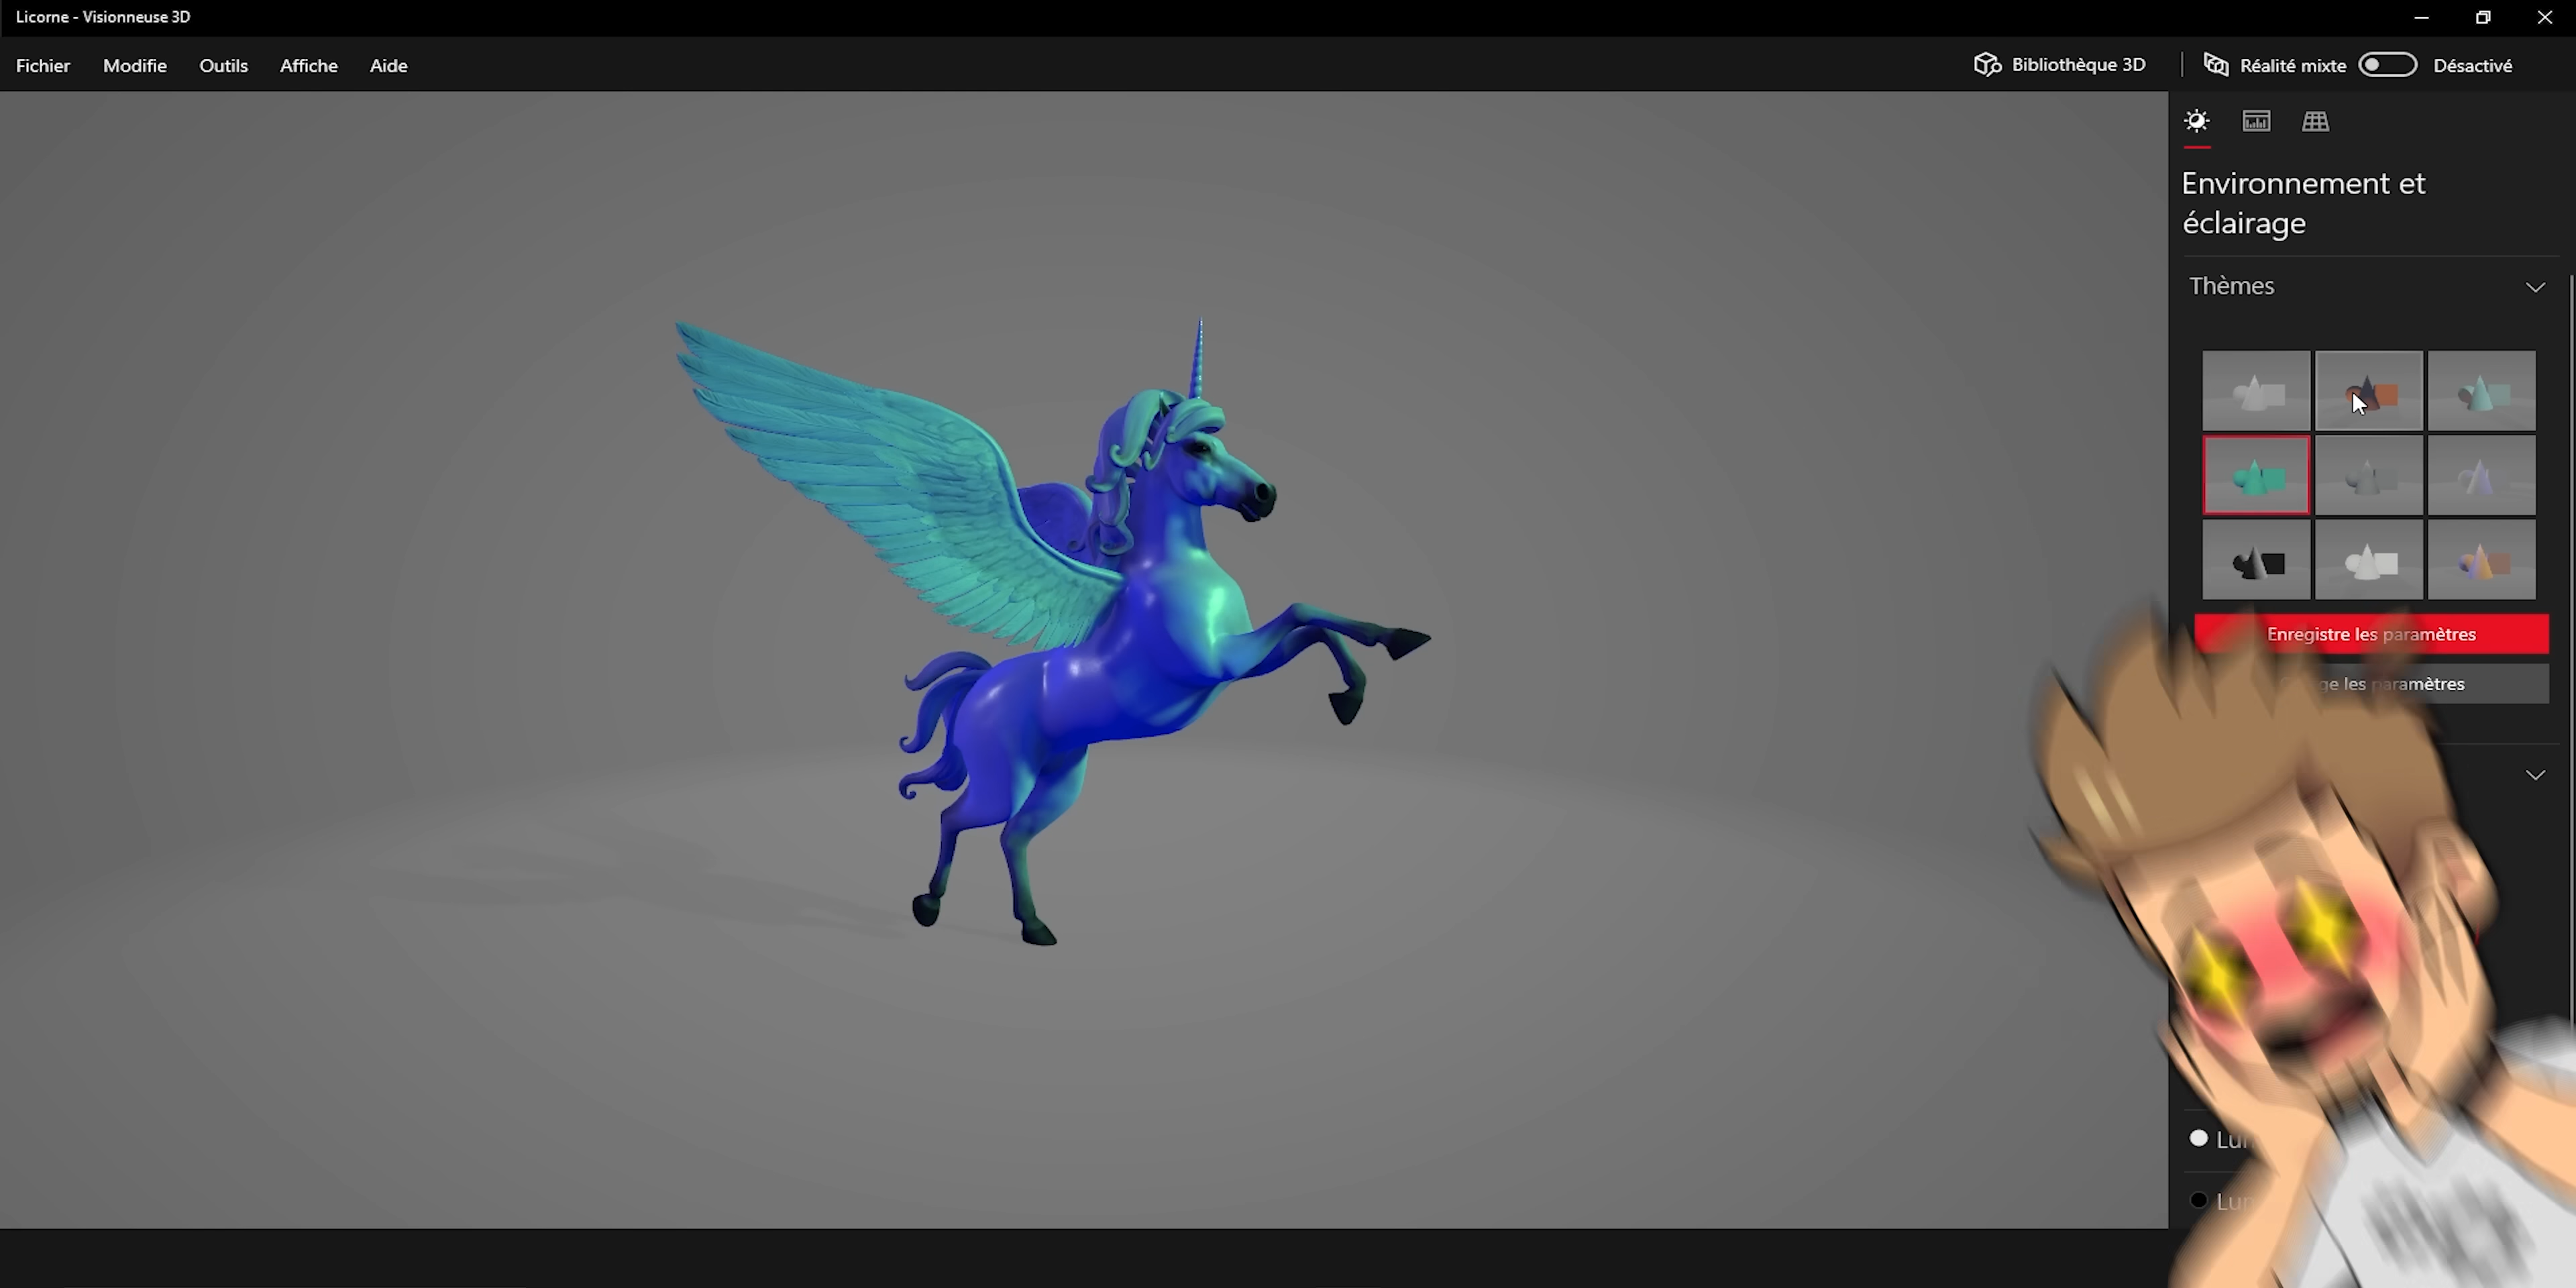 Licorne - Visionneuse 3D
Fichier Modifie Outils Affiche Aide
Bibliothèque 3D
Réalité mixte Désactivé
Environnement et
éclairage
Thèmes
Enregistre les paramètres
les paramètres